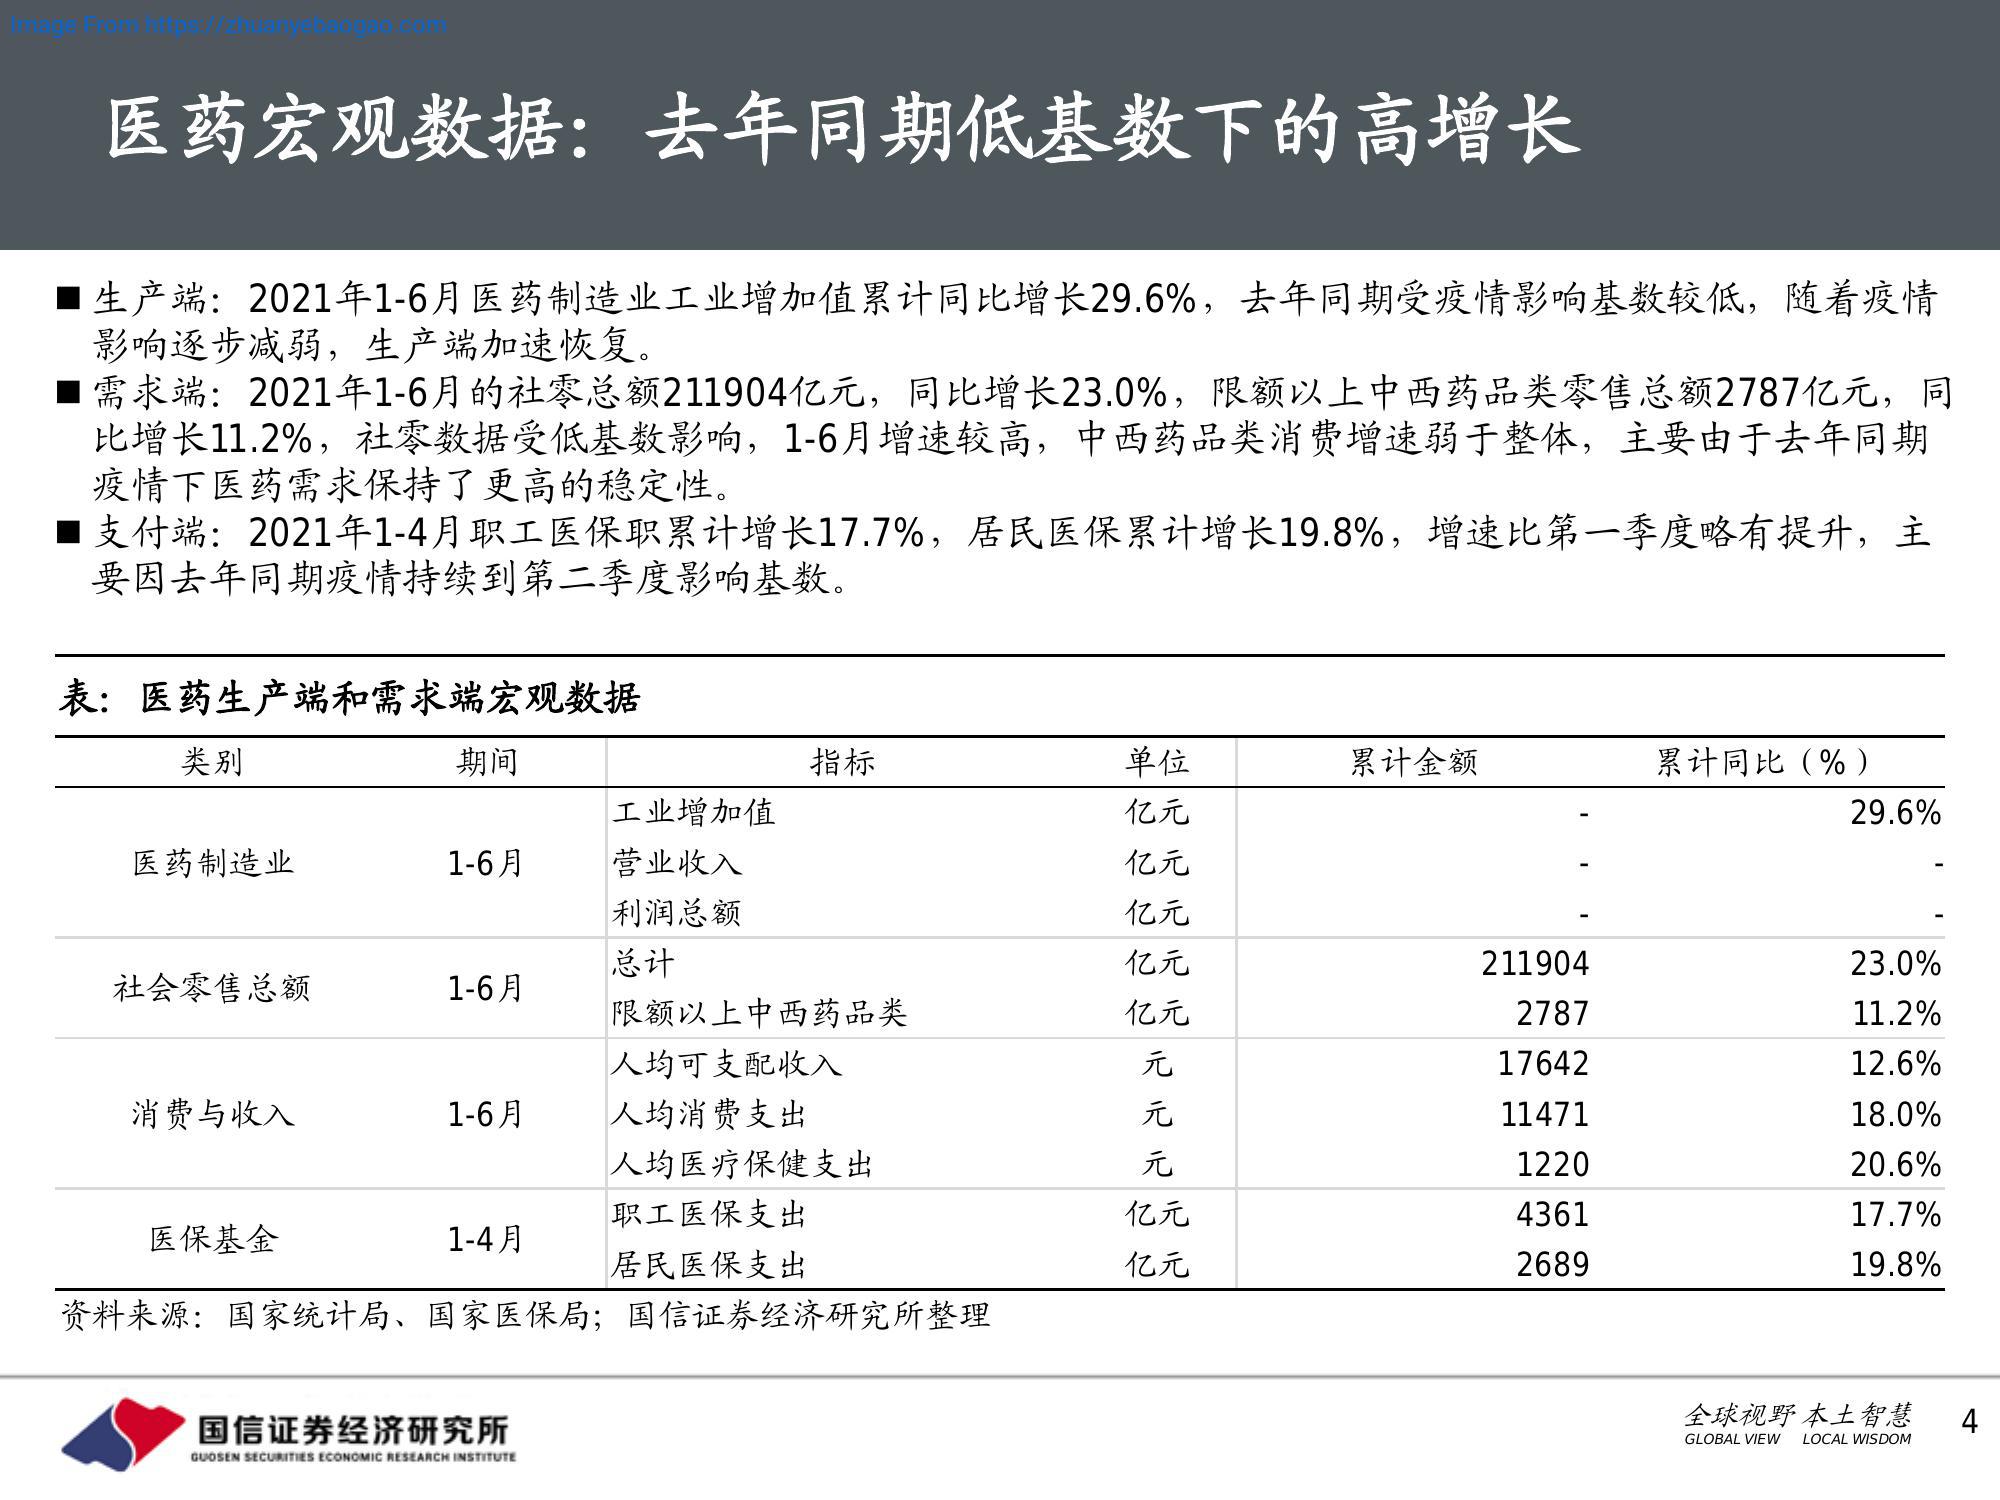 Image From https://zhuanyebaogao.com
医药宏观数据：去年同期低基数下的高增长
■ 生产端：2021年1-6月医药制造业工业增加值累计同比增长29.6%，去年同期受疫情影响基数较低，随着疫情
影响逐步减弱，生产端加速恢复。
■ 需求端：2021年1-6月的社零总额211904亿元，同比增长23.0%，限额以上中西药品类零售总额2787亿元，同
比增长11.2%，社零数据受低基数影响，1-6月增速较高，中西药品类消费增速弱于整体，主要由于去年同期
疫情下医药需求保持了更高的稳定性。
■ 支付端：2021年1-4月职工医保职累计增长17.7%，居民医保累计增长19.8%，增速比第一季度略有提升，主
要因去年同期疫情持续到第二季度影响基数。
表：医药生产端和需求端宏观数据
类别 期间 指标 单位 累计金额 累计同比（%）
工业增加值 亿元 - 29.6%
医药制造业 1-6月 营业收入 亿元 - -
利润总额 亿元 - -
社会零售总额 1-6月 总计 亿元 211904 23.0%
限额以上中西药品类 亿元 2787 11.2%
人均可支配收入 元 17642 12.6%
消费与收入 1-6月 人均消费支出 元 11471 18.0%
人均医疗保健支出 元 1220 20.6%
医保基金 1-4月 职工医保支出 亿元 4361 17.7%
居民医保支出 亿元 2689 19.8%
资料来源：国家统计局、国家医保局；国信证券经济研究所整理
国信证券经济研究所
GUOSEN SECURITIES ECONOMIC RESEARCH INSTITUTE
全球视野 本土智慧
GLOBAL VIEW LOCAL WISDOM
4